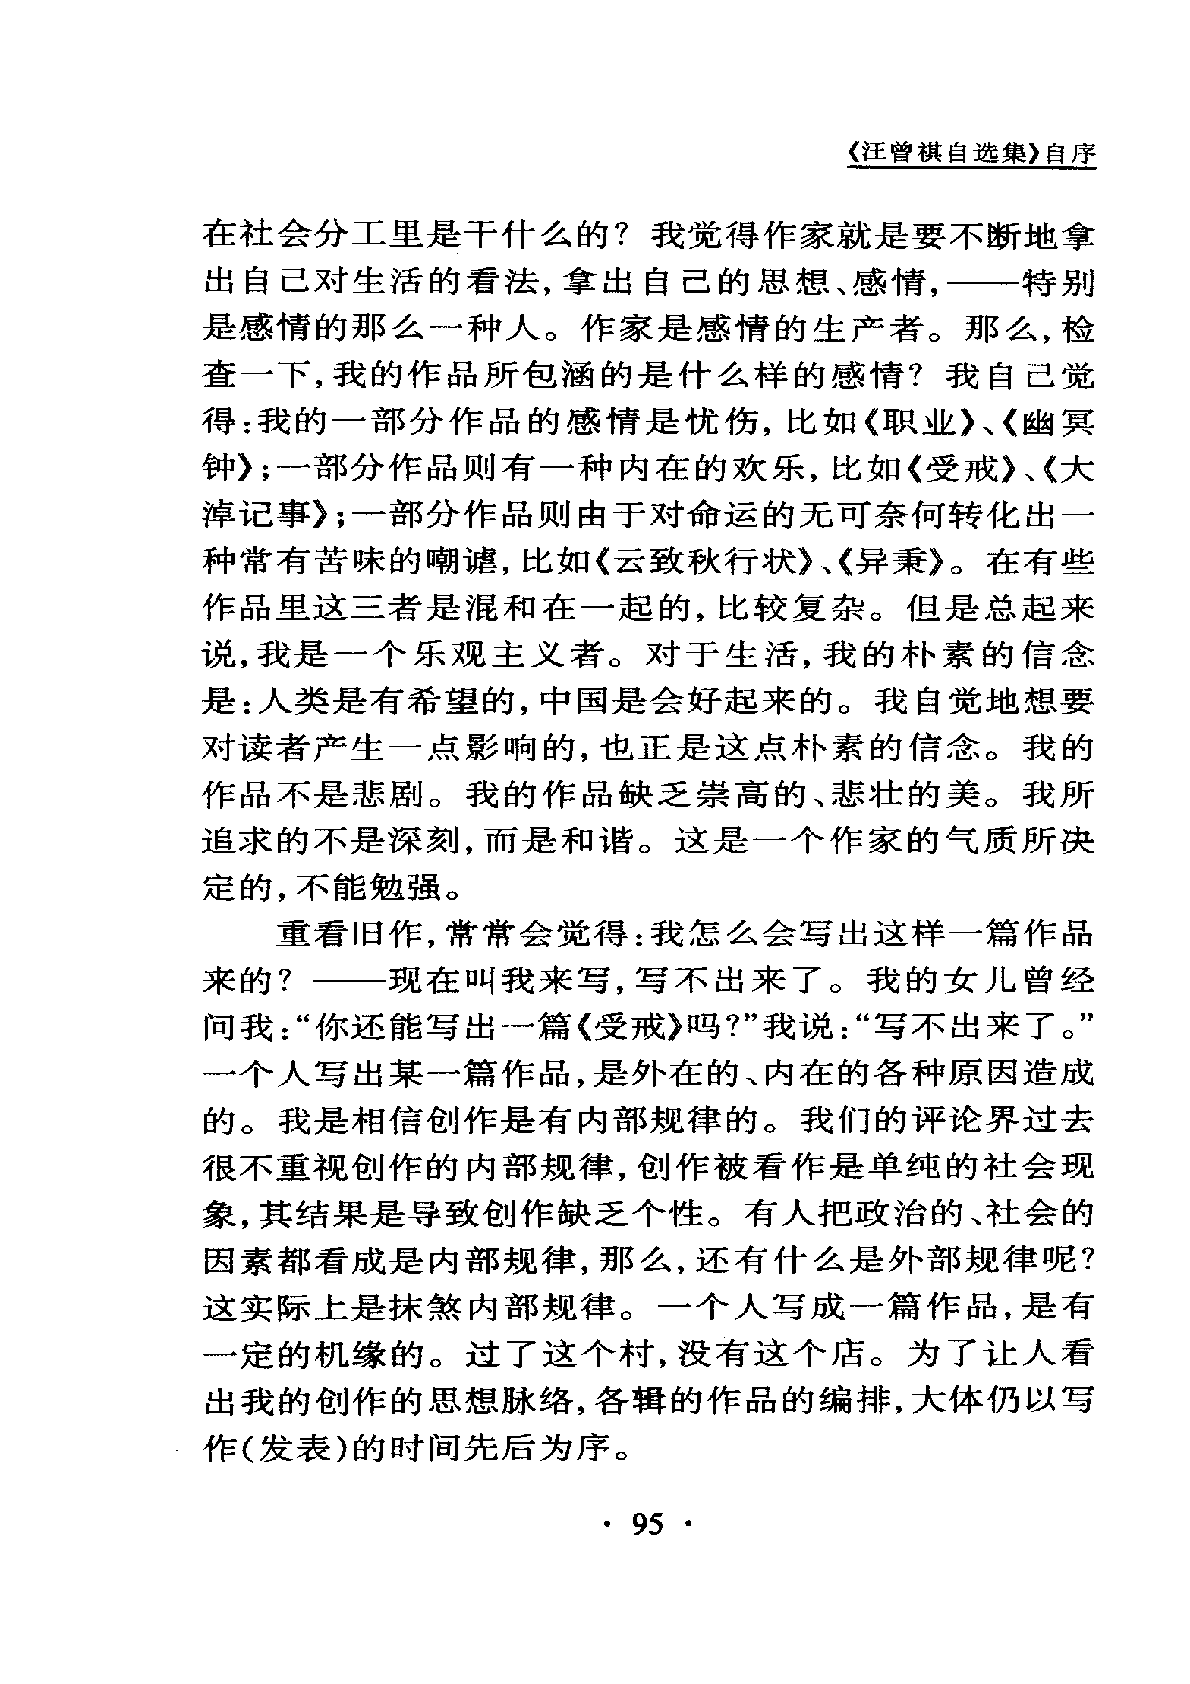 《汪曾祺自选集》自序
在社会分工里是干什么的？我觉得作家就是要不断地拿
出自己对生活的看法，拿出自己的思想、感情，——特别
是感情的那么一种人。作家是感情的生产者。那么，检
查一下，我的作品所包涵的是什么样的感情？我自己觉
得：我的一部分作品的感情是忧伤，比如《职业》、《幽冥
钟》；一部分作品则有一种内在的欢乐，比如《受戒》、《大
淖记事》；一部分作品则由于对命运的无可奈何转化出一
种常有苦味的嘲谑，比如《云致秋行状》、《异秉》。在有些
作品里这三者是混和在一起的，比较复杂。但是总起来
说，我是一个乐观主义者。对于生活，我的朴素的信念
是：人类是有希望的，中国是会好起来的。我自觉地想要
对读者产生一点影响的，也正是这点朴素的信念。我的
作品不是悲剧。我的作品缺乏崇高的、悲壮的美。我所
追求的不是深刻，而是和谐。这是一个作家的气质所决
定的，不能勉强。
重看旧作，常常会觉得：我怎么会写出这样一篇作品
来的？——现在叫我来写，写不出来了。我的女儿曾经
问我：“你还能写出一篇《受戒》吗？”我说：“写不出来了。”
一个人写出某一篇作品，是外在的、内在的各种原因造成
的。我是相信创作是有内部规律的。我们的评论界过去
很不重视创作的内部规律，创作被看作是单纯的社会现
象，其结果是导致创作缺乏个性。有人把政治的、社会的
因素都看成是内部规律，那么，还有什么是外部规律呢？
这实际上是抹煞内部规律。一个人写成一篇作品，是有
一定的机缘的。过了这个村，没有这个店。为了让人看
出我的创作的思想脉络，各辑的作品的编排，大体仍以写
作（发表）的时间先后为序。
· 95 ·